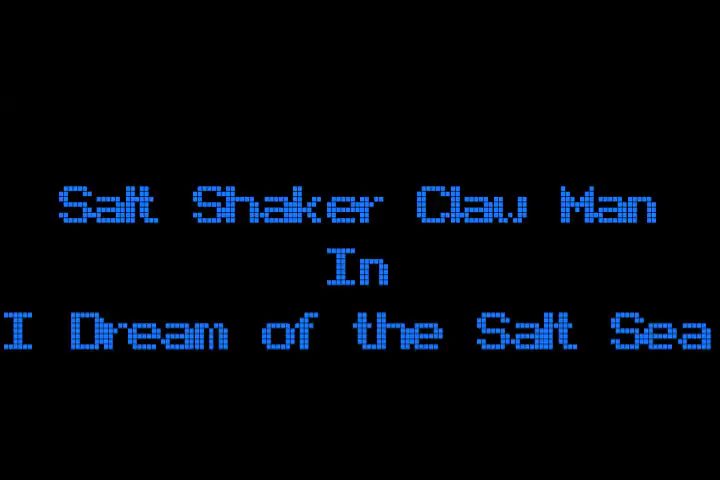 Salt Shaker Claw Man
In
I Dream of the Salt Sea